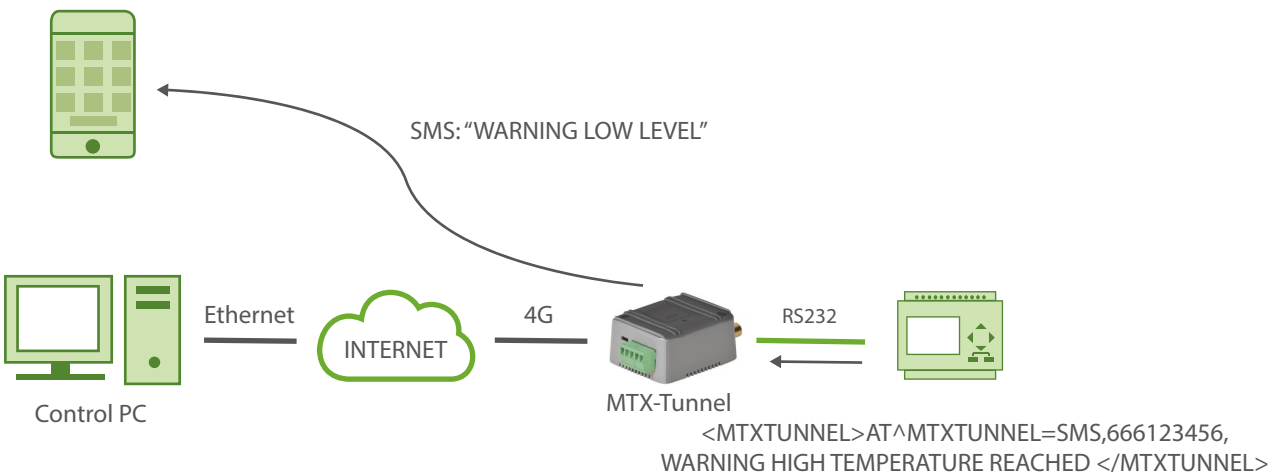 SMS: “WARNING LOW LEVEL”
Ethernet
INTERNET
4G
RS232
Control PC
MTX-Tunnel
<MTXTUNNEL>AT^MTXTUNNEL=SMS,666123456,
WARNING HIGH TEMPERATURE REACHED </MTXTUNNEL>